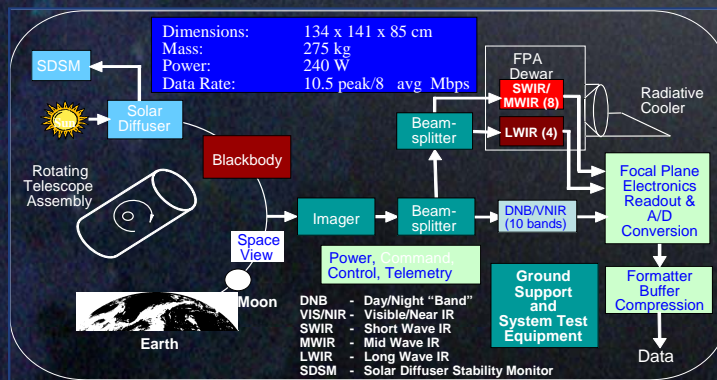 Dimensions: 134 x 141 x 85 cm
Mass: 275 kg
Power: 240 W
Data Rate: 10.5 peak/8 avg Mbps
SDSM
Sun
Solar
Diffuser
Rotating
Telescope
Assembly
Blackbody
Space
View
Moon
Earth
Imager
Beam-
splitter
Beam-
splitter
FPA
Dewar
SWIR/
MWIR (8)
LWIR (4)
Radiative
Cooler
DNB/VNIR
(10 bands)
Focal Plane
Electronics
Readout &
A/D
Conversion
Formatter
Buffer
Compression
Data
Power, Command,
Control, Telemetry
Ground
Support
and
System Test
Equipment
DNB - Day/Night “Band”
VIS/NIR - Visible/Near IR
SWIR - Short Wave IR
MWIR - Mid Wave IR
LWIR - Long Wave IR
SDSM - Solar Diffuser Stability Monitor